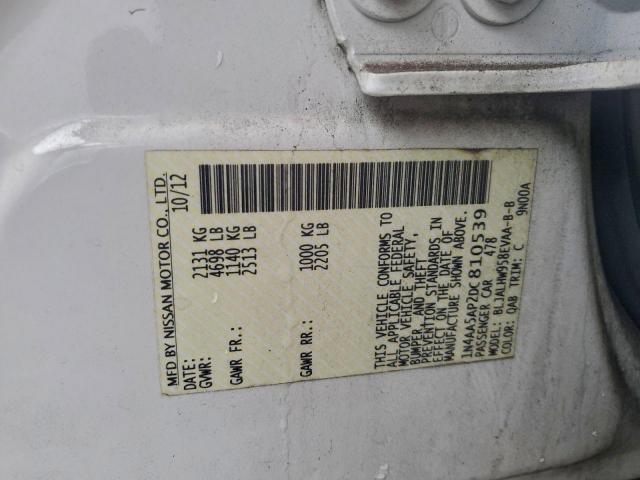 MFD BY NISSAN MOTOR CO., LTD.
DATE: 10/12
GVWR: 2131 KG
4698 LB
GAWR FR.: 1140 KG
2513 LB
GAWR RR.: 1000 KG
2205 LB
THIS VEHICLE CONFORMS TO
ALL APPLICABLE FEDERAL
MOTOR VEHICLE SAFETY,
BUMPER, AND THEFT
PREVENTION STANDARDS IN
EFFECT ON THE DATE OF
MANUFACTURE SHOWN ABOVE.
1N4AA5AP2DC810539
PASSENGER CAR 478
MODEL: BLJALHW958EVAA-B-B
COLOR: QAB TRIM: C 9N00A